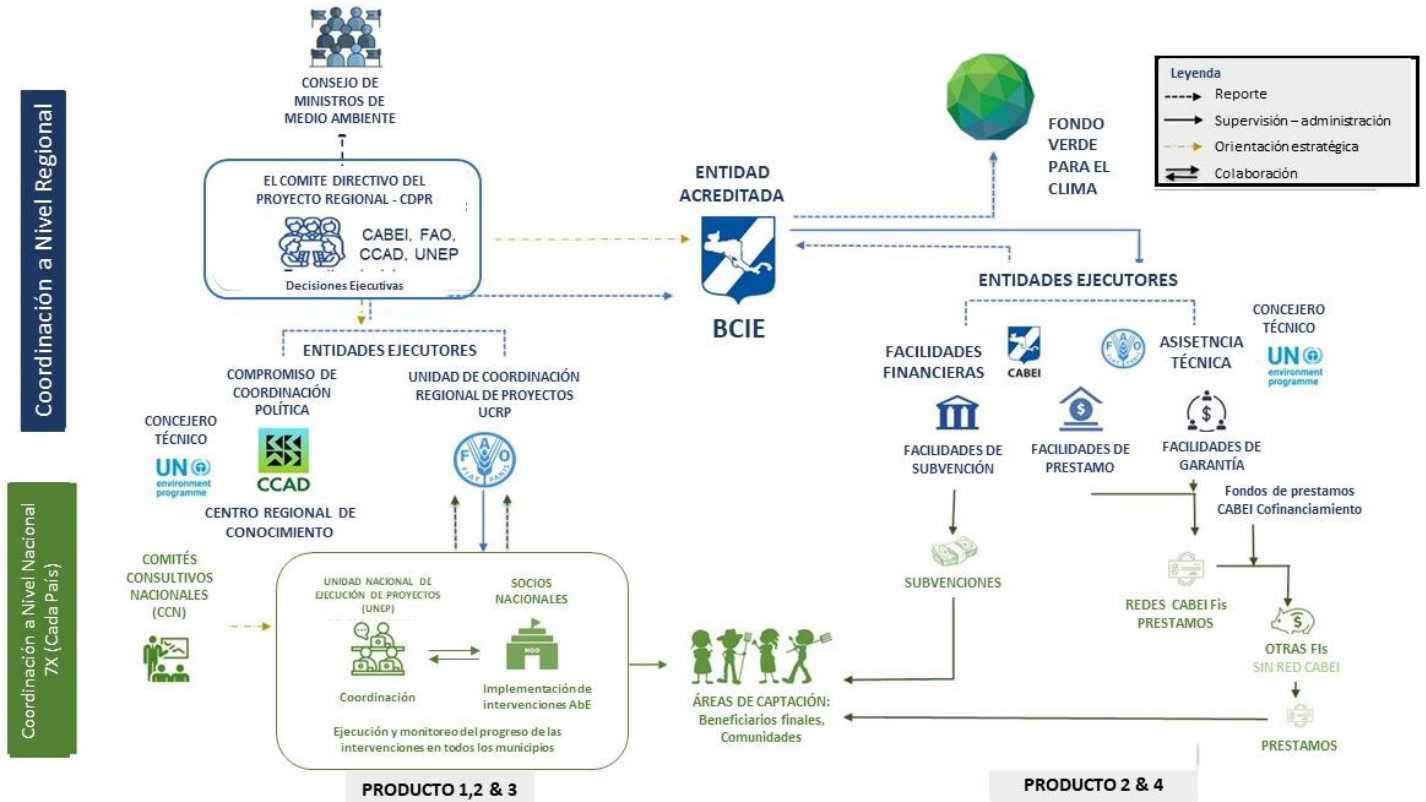 Coordinación a Nivel Regional
CONSEJO DE
MINISTROS DE
MEDIO AMBIENTE
EL COMITE DIRECTIVO DEL
PROYECTO REGIONAL - CDPR
CABEI, FAO,
CCAD, UNEP
Decisiones Ejecutivas
ENTIDAD
ACREDITADA
BCIE
FONDO
VERDE
PARA EL
CLIMA
Leyenda
Reporte
Supervisión – administración
Orientación estratégica
Colaboración
ENTIDADES EJECUTORES
COMPROMISO DE
COORDINACIÓN
POLÍTICA
UNIDAD DE COORDINACIÓN
REGIONAL DE PROYECTOS
UCRP
CONCEJERO
TÉCNICO
UN
environment
programme
CCAD
FAO
FIAT PANIS
CENTRO REGIONAL DE
CONOCIMIENTO
ENTIDADES EJECUTORES
FACILIDADES
FINANCIERAS
CABEI
FAO
ASISETNCIA
TÉCNICA
CONCEJERO
TÉCNICO
UN
environment
programme
FACILIDADES DE
SUBVENCIÓN
FACILIDADES DE
PRESTAMO
FACILIDADES DE
GARANTÍA
Fondos de prestamos
CABEI Cofinanciamiento
Coordinación a Nivel Nacional
7X (Cada País)
COMITÉS
CONSULTIVOS
NACIONALES
(CCN)
UNIDAD NACIONAL DE
EJECUCIÓN DE PROYECTOS
(UNEP)
Coordinación
SOCIOS
NACIONALES
NGO
Implementación de
intervenciones AbE
Ejecución y monitoreo del progreso de las
intervenciones en todos los municipios
ÁREAS DE CAPTACIÓN:
Beneficiarios finales,
Comunidades
SUBVENCIONES
REDES CABEI Fis
PRESTAMOS
OTRAS FIs
SIN RED CABEI
PRESTAMOS
PRODUCTO 1,2 & 3
PRODUCTO 2 & 4